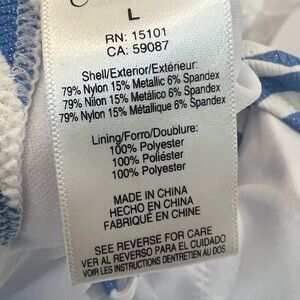 L
RN: 15101
CA: 59087
Shell/Exterior/Extérieur:
79% Nylon 15% Metallic 6% Spandex
79% Nilon 15% Metálico 6% Spandex
79% Nylon 15% Métallique 6% Spandex
Lining/Forro/Doublure:
100% Polyester
100% Poliéster
100% Polyester
MADE IN CHINA
HECHO EN CHINA
FABRIQUÉ EN CHINE
SEE REVERSE FOR CARE
VER AL REVERSO PARA EL CUIDADO
VOIR LES INSTRUCTIONS D'ENTRETIEN AU DOS